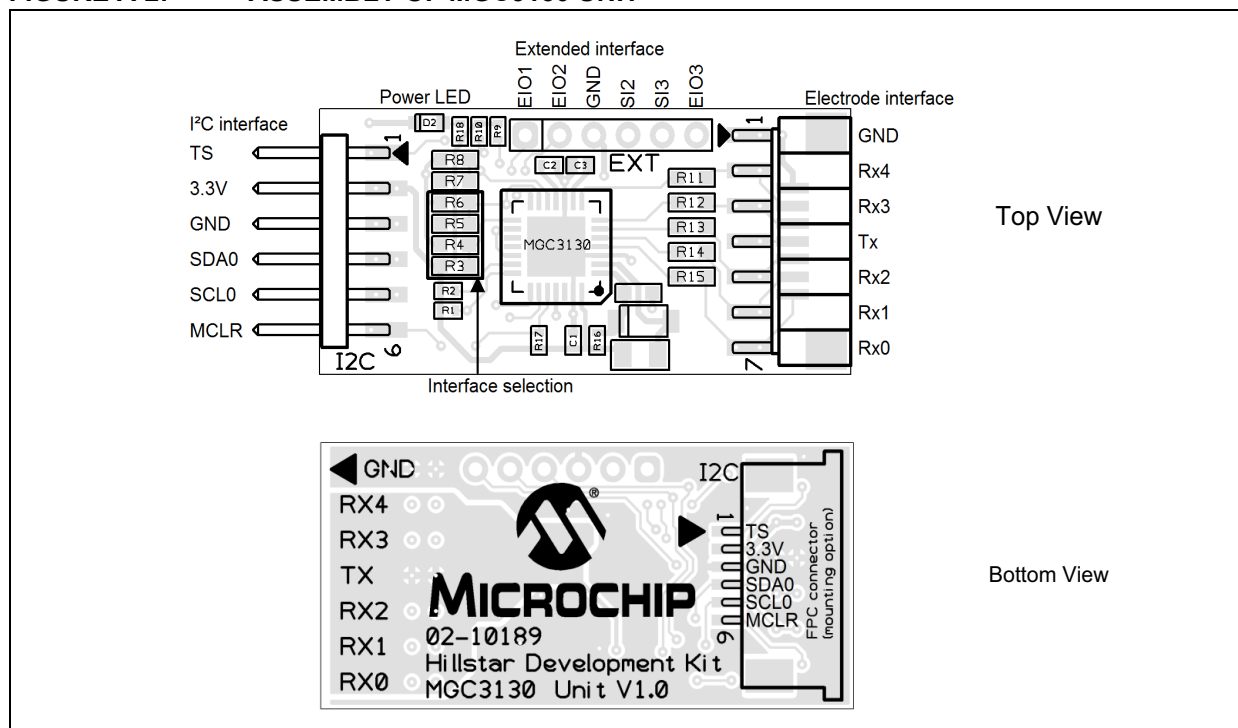 Extended interface
EIO1
EIO2
GND
SI2
SI3
EIO3
Power LED
Electrode interface
I²C interface
TS
3.3V
GND
SDA0
SCL0
MCLR
1
6
I2C
D2
R18
R10
R9
R8
R7
R6
R5
R4
R3
R2
R1
C2
C3
EXT
MGC3130
R11
R12
R13
R14
R15
R17
C1
R16
1
7
GND
Rx4
Rx3
Tx
Rx2
Rx1
Rx0
Interface selection
Top View
GND
RX4
RX3
TX
RX2
RX1
RX0
®
MICROCHIP
02-10189
Hillstar Development Kit
MGC3130 Unit V1.0
I2C
1
TS
3.3V
GND
SDA0
SCL0
MCLR
6
FPC connector
(mounting option)
Bottom View